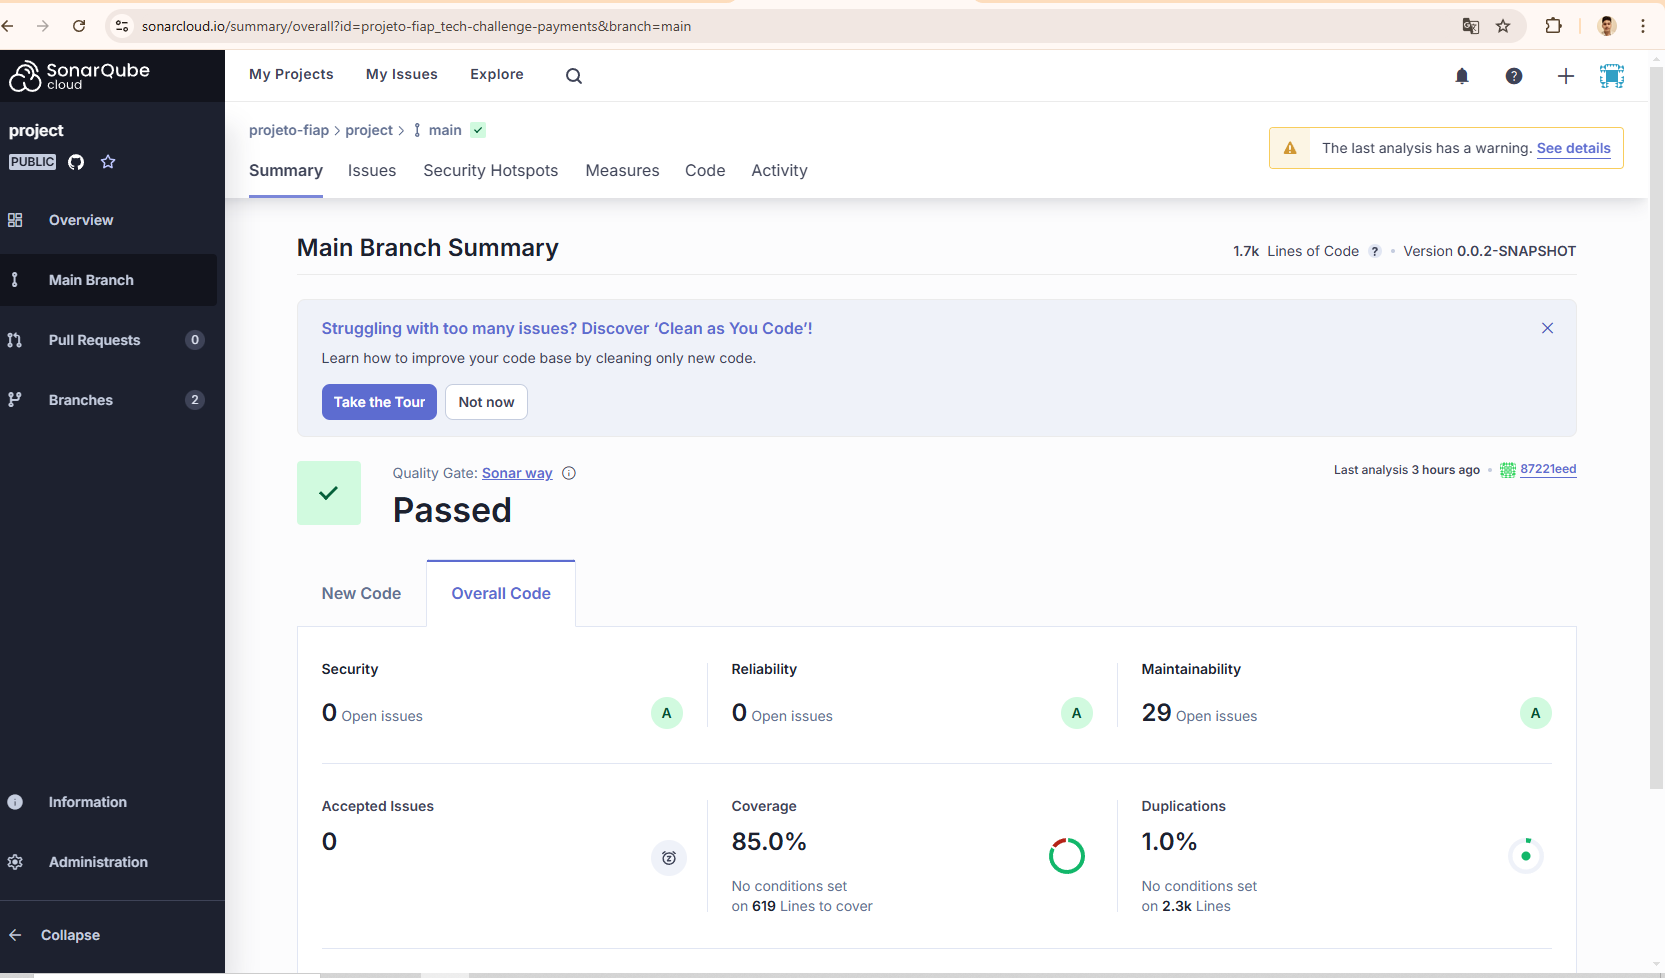 sonarcloud.io/summary/overall?id=projeto-fiap_tech-challenge-payments&branch=main
SonarQube
cloud
My Projects
My Issues
Explore
project
PUBLIC
Overview
Main Branch
Pull Requests
0
Branches
2
Information
Administration
Collapse
projeto-fiap > project > main
The last analysis has a warning. See details
Summary
Issues
Security Hotspots
Measures
Code
Activity
Main Branch Summary
1.7k Lines of Code ? • Version 0.0.2-SNAPSHOT
Struggling with too many issues? Discover ‘Clean as You Code’!
Learn how to improve your code base by cleaning only new code.
Take the Tour
Not now
Quality Gate: Sonar way
Passed
Last analysis 3 hours ago • 87221eed
New Code
Overall Code
Security
0 Open issues
A
Reliability
0 Open issues
A
Maintainability
29 Open issues
A
Accepted Issues
0
Coverage
85.0%
No conditions set
on 619 Lines to cover
Duplications
1.0%
No conditions set
on 2.3k Lines